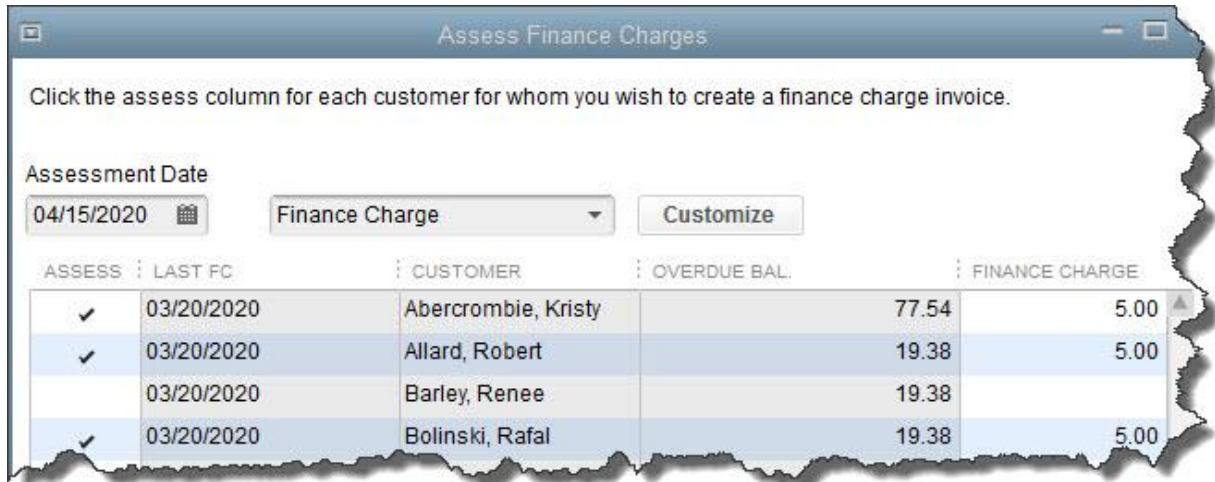 Assess Finance Charges
Click the assess column for each customer for whom you wish to create a finance charge invoice.
Assessment Date
04/15/2020 Finance Charge Customize
ASSESS LAST FC CUSTOMER OVERDUE BAL. FINANCE CHARGE
03/20/2020 Abercrombie, Kristy 77.54 5.00
03/20/2020 Allard, Robert 19.38 5.00
03/20/2020 Barley, Renee 19.38
03/20/2020 Bolinski, Rafal 19.38 5.00